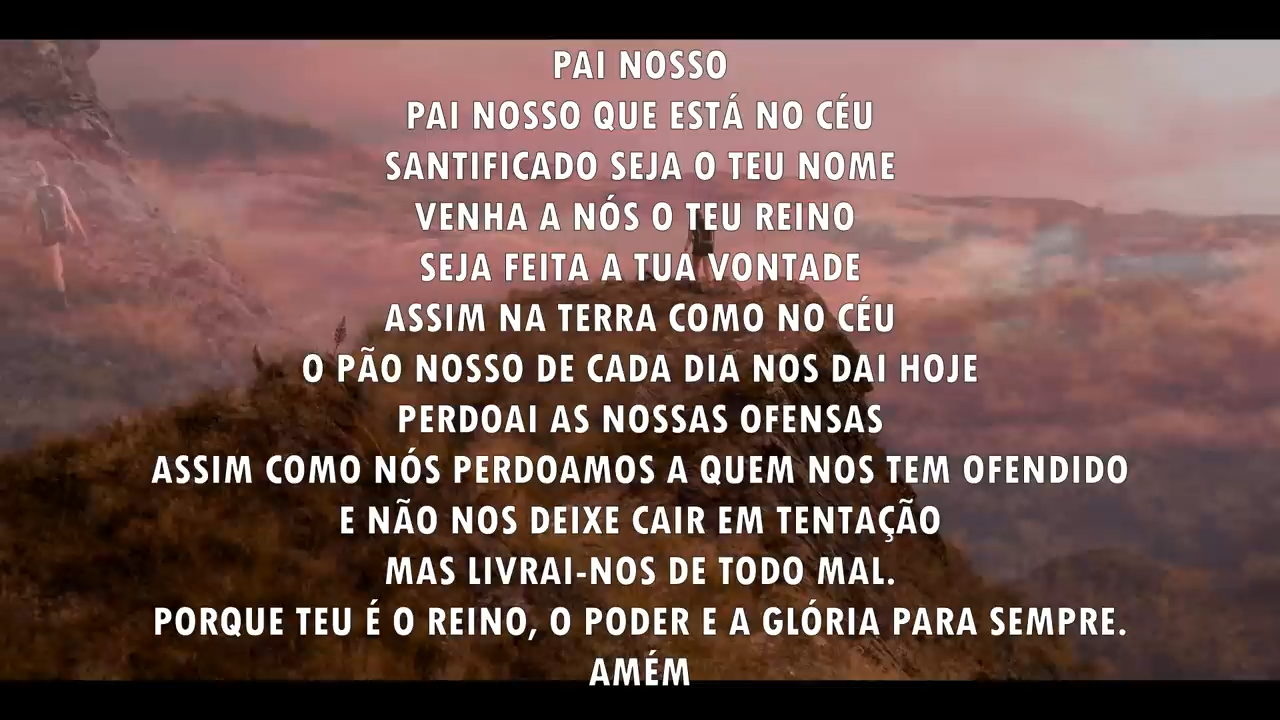 PAI NOSSO
PAI NOSSO QUE ESTÁ NO CÉU
SANTIFICADO SEJA O TEU NOME
VENHA A NÓS O TEU REINO
SEJA FEITA A TUA VONTADE
ASSIM NA TERRA COMO NO CÉU
O PÃO NOSSO DE CADA DIA NOS DAI HOJE
PERDOAI AS NOSSAS OFENSAS
ASSIM COMO NÓS PERDOAMOS A QUEM NOS TEM OFENDIDO
E NÃO NOS DEIXE CAIR EM TENTAÇÃO
MAS LIVRAI-NOS DE TODO MAL.
PORQUE TEU É O REINO, O PODER E A GLÓRIA PARA SEMPRE.
AMÉM